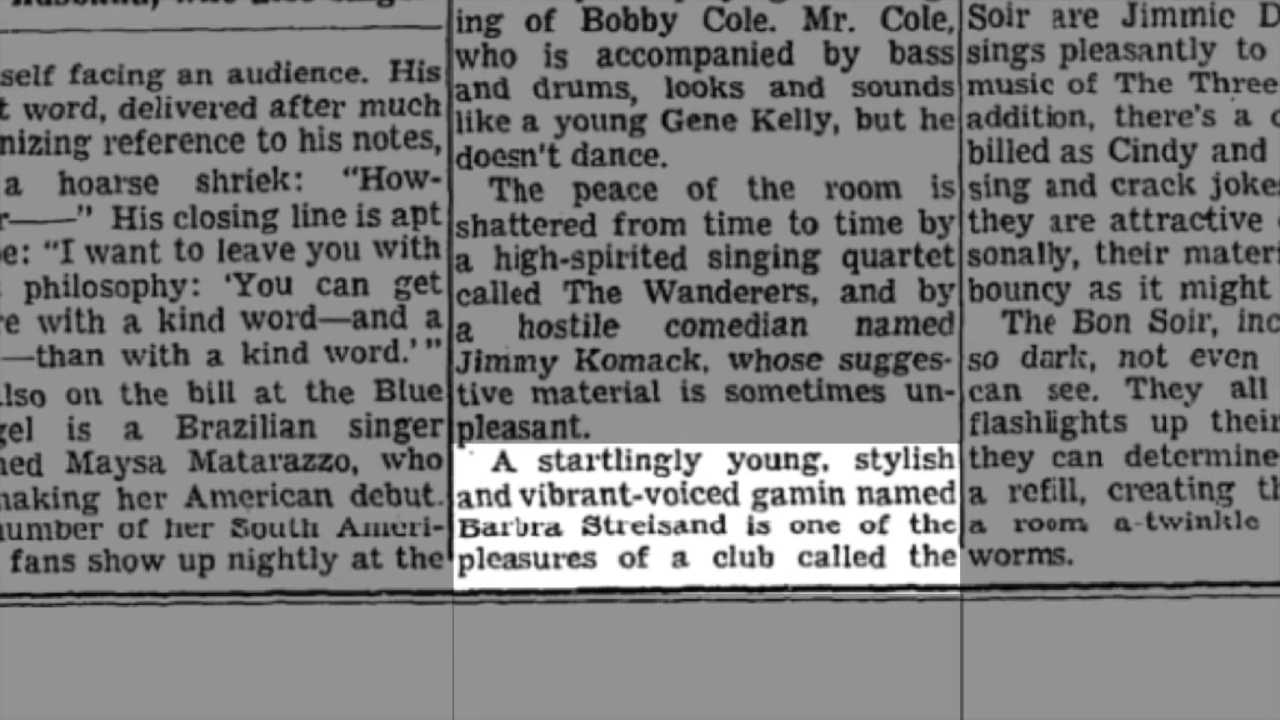 self facing an audience. His
word, delivered after much
nizing reference to his notes,
a hoarse shriek: "How-
r——" His closing line is apt
e: "I want to leave you with
philosophy: 'You can get
re with a kind word—and a
—than with a kind word.'"
lso on the bill at the Blue
gel is a Brazilian singer
ned Maysa Matarazzo, who
naking her American debut.
number of her South Ameri-
fans show up nightly at the
ing of Bobby Cole. Mr. Cole,
who is accompanied by bass
and drums, looks and sounds
like a young Gene Kelly, but he
doesn't dance.
The peace of the room is
shattered from time to time by
a high-spirited singing quartet
called The Wanderers, and by
a hostile comedian named
Jimmy Komack, whose sugges-
tive material is sometimes un-
pleasant.
A startlingly young, stylish
and vibrant-voiced gamin named
Barbra Streisand is one of the
pleasures of a club called the
Soir are Jimmie D
sings pleasantly to
music of The Three
addition, there's a c
billed as Cindy and
sing and crack joke
they are attractive
sonally, their materi
bouncy as it might
The Bon Soir, inc
so dark, not even
can see. They all
flashlights up their
they can determine
a refill, creating th
a room a-twinkle
worms.